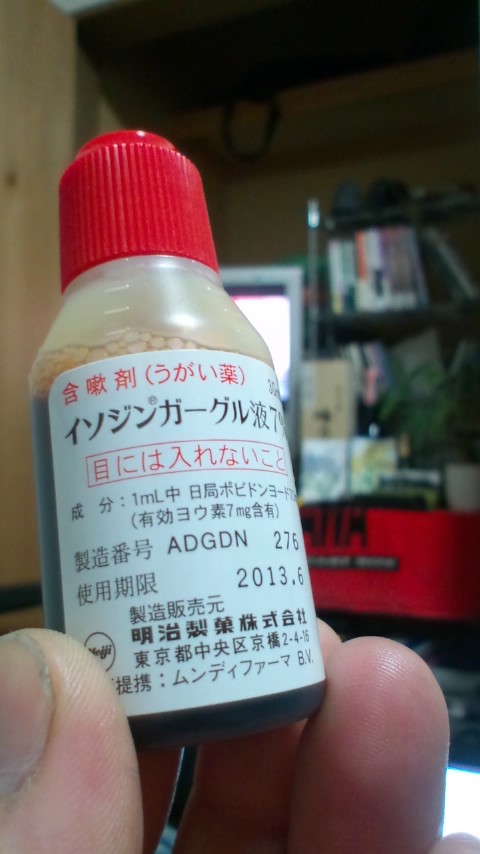 含嗽剤(うがい薬) 30
イソジン®ガーグル液7%
目には入れないこと
成 分:1mL中 日局ポビドンヨード
(有効ヨウ素7mg含有)
製造番号 ADGDN 276
使用期限 2013.6
製造販売元
明治製菓株式会社
meiji
東京都中央区京橋2-4-16
提携:ムンディファーマ B.V.